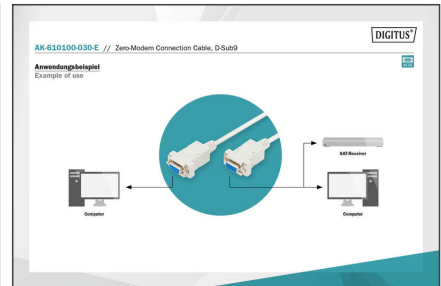 DIGITUS®
AK-610100-030-E // Zero-Modem Connection Cable, D-Sub9
Anwendungsbeispiel
Example of use
SAT-Receiver
Computer
Computer